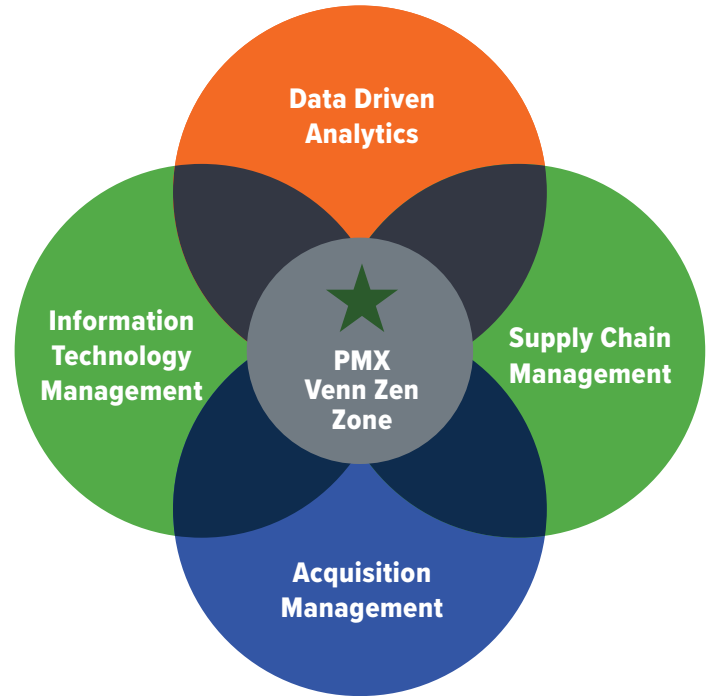 Data Driven
Analytics
Information
Technology
Management
PMX
Venn Zen
Zone
Supply Chain
Management
Acquisition
Management